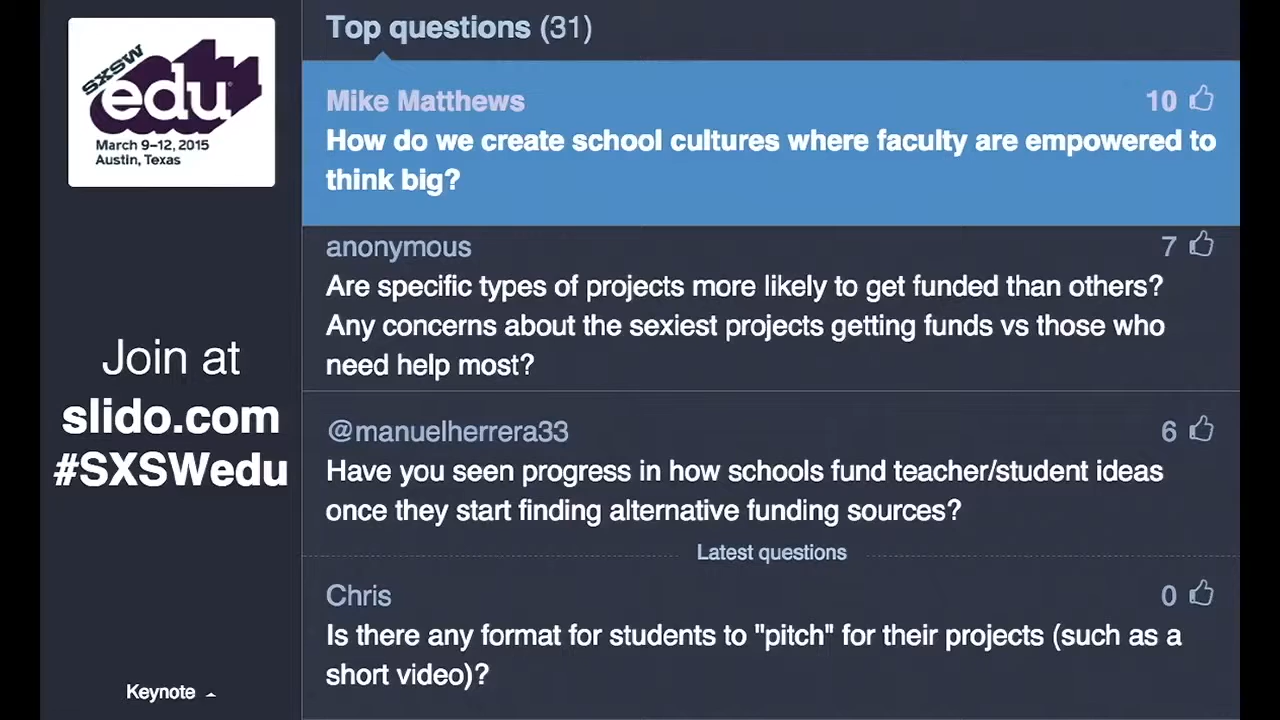 SXSW
edu
March 9–12, 2015
Austin, Texas
Join at
slido.com
#SXSWedu
Keynote
Top questions (31)
Mike Matthews 10
How do we create school cultures where faculty are empowered to
think big?
anonymous 7
Are specific types of projects more likely to get funded than others?
Any concerns about the sexiest projects getting funds vs those who
need help most?
@manuelherrera33 6
Have you seen progress in how schools fund teacher/student ideas
once they start finding alternative funding sources?
Latest questions
Chris 0
Is there any format for students to "pitch" for their projects (such as a
short video)?